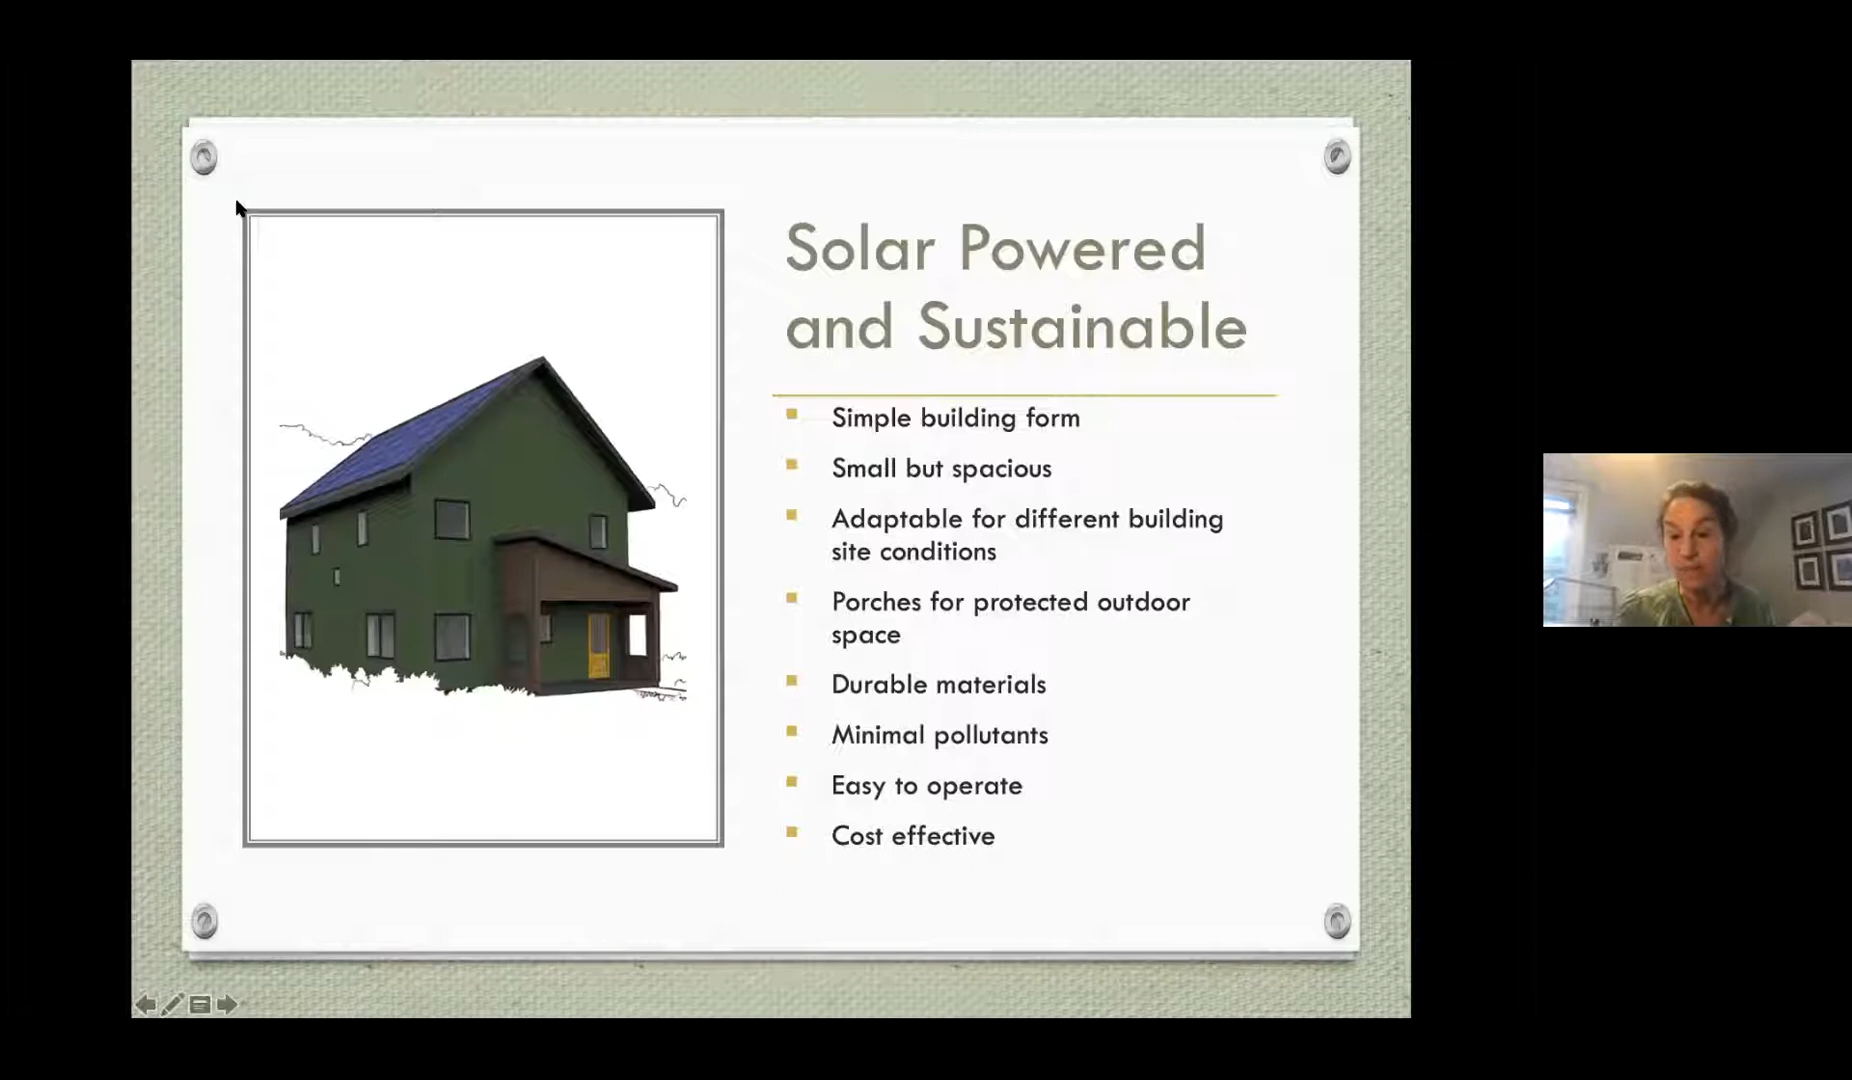 Solar Powered
and Sustainable
Simple building form
Small but spacious
Adaptable for different building
site conditions
Porches for protected outdoor
space
Durable materials
Minimal pollutants
Easy to operate
Cost effective